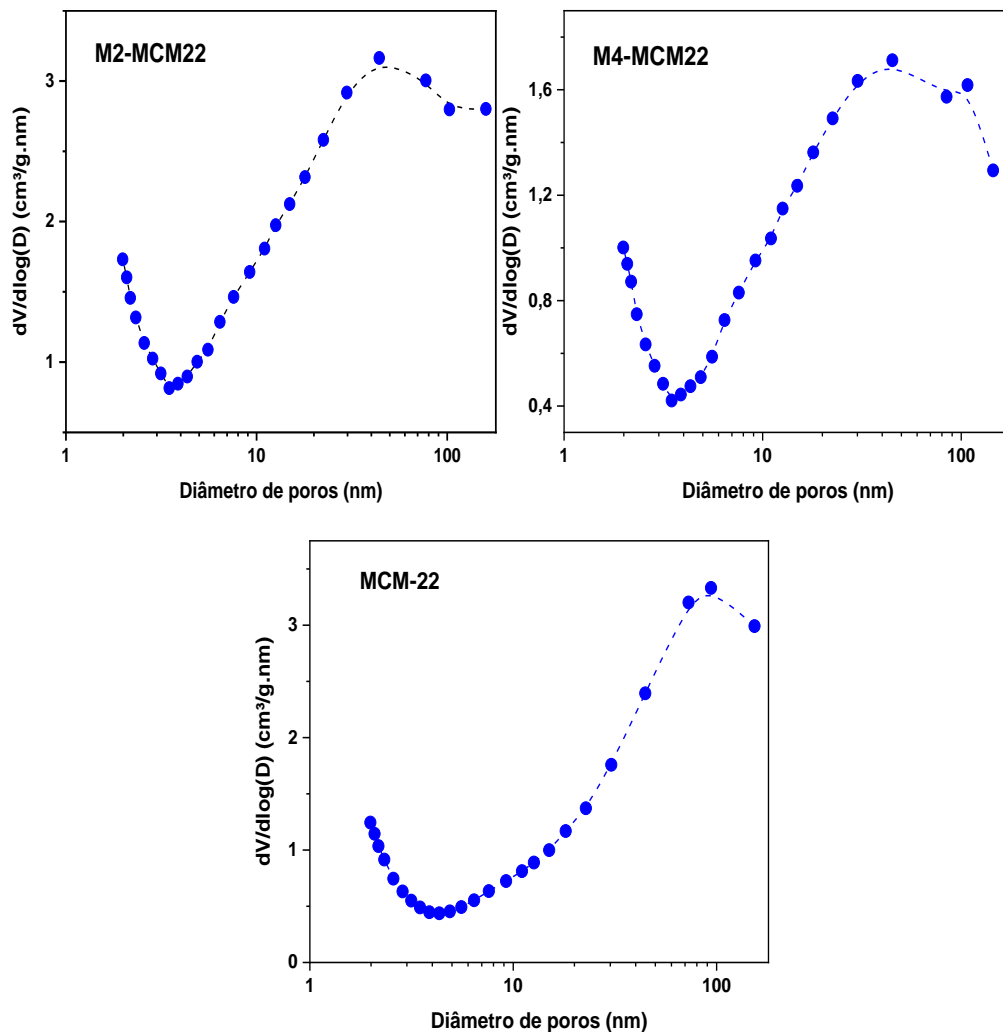 M2-MCM22
dV/dlog(D) (cm³/g.nm)
3
2
1
1
10
100
Diâmetro de poros (nm)
M4-MCM22
dV/dlog(D) (cm³/g.nm)
1,6
1,2
0,8
0,4
1
10
100
Diâmetro de poros (nm)
MCM-22
dV/dlog(D) (cm³/g.nm)
3
2
1
0
1
10
100
Diâmetro de poros (nm)